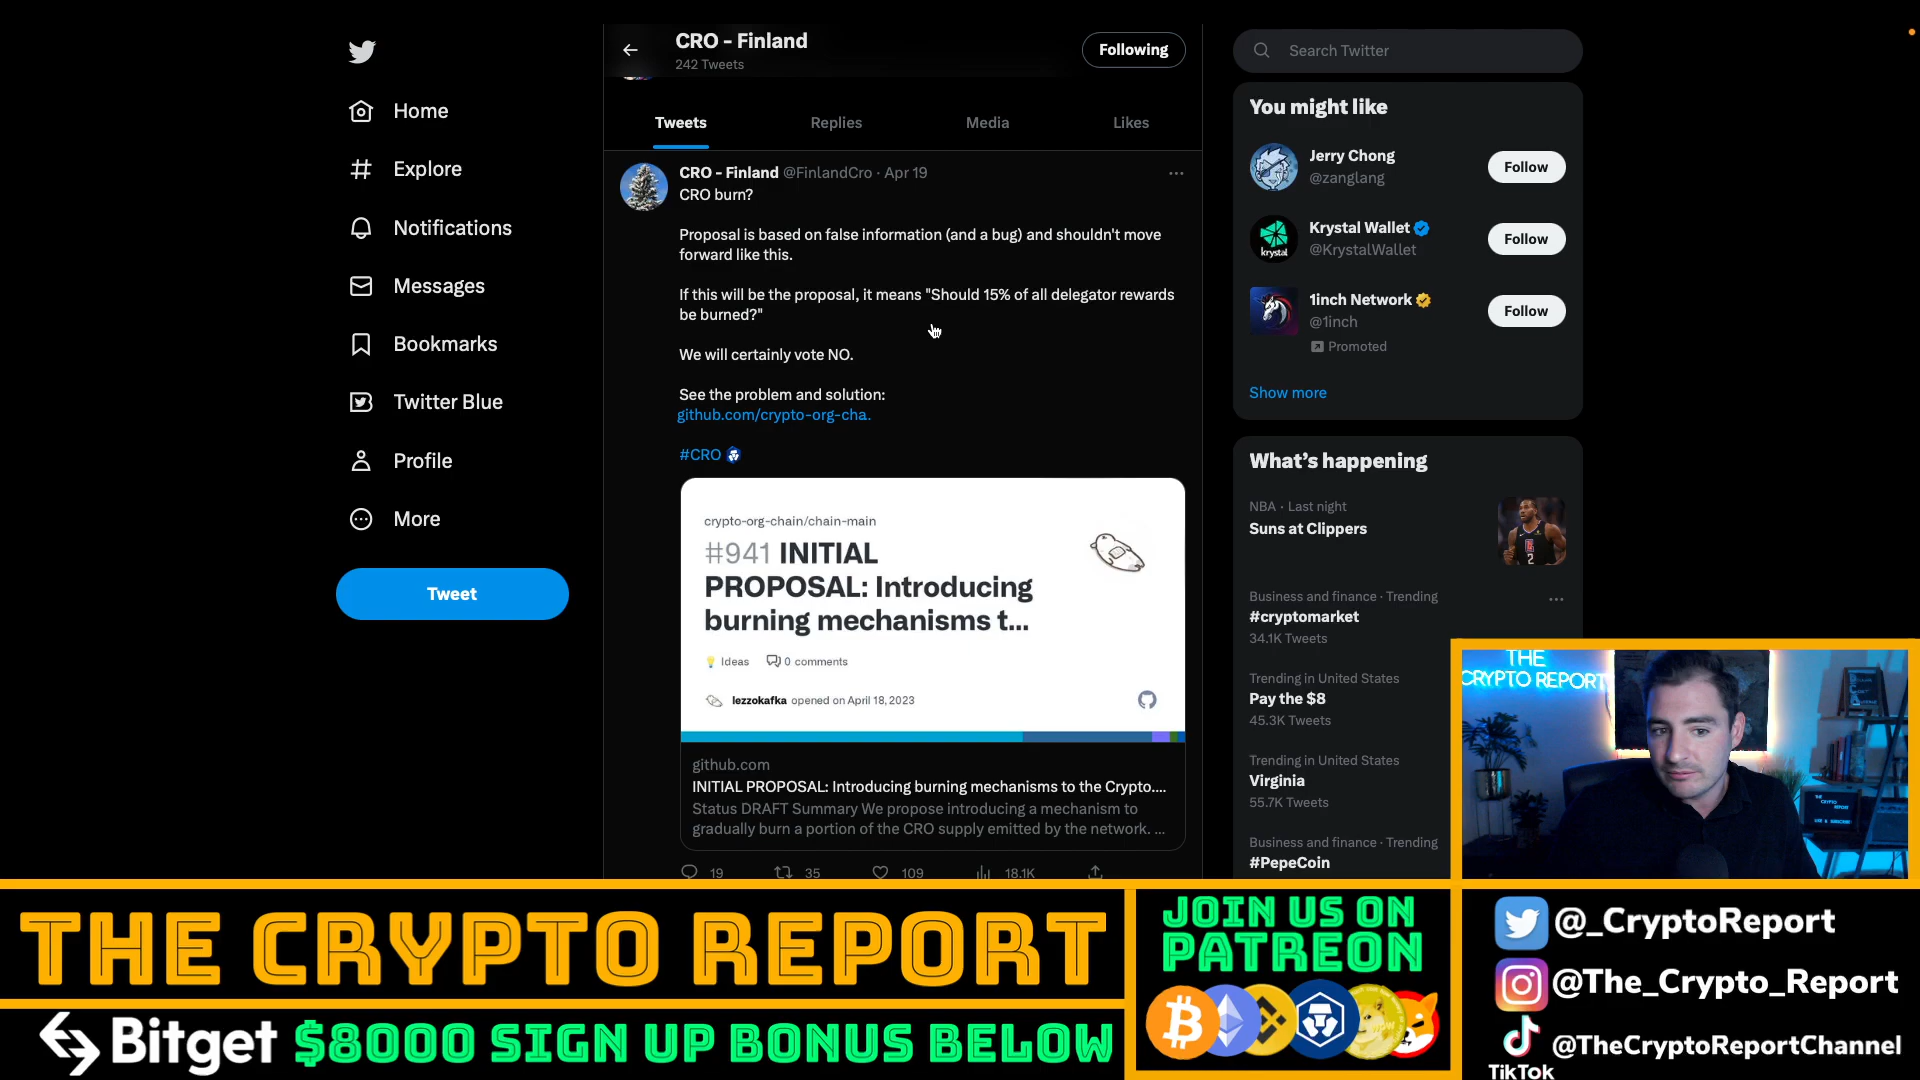 CRO - Finland
242 Tweets
Following
Search Twitter
Home
Explore
Notifications
Messages
Bookmarks
Twitter Blue
Profile
More
Tweet
Tweets
Replies
Media
Likes
CRO - Finland @FinlandCro · Apr 19
CRO burn?
Proposal is based on false information (and a bug) and shouldn't move
forward like this.
If this will be the proposal, it means "Should 15% of all delegator rewards
be burned?"
We will certainly vote NO.
See the problem and solution:
github.com/crypto-org-cha.
#CRO
crypto-org-chain/chain-main
#941 INITIAL
PROPOSAL: Introducing
burning mechanisms t...
Ideas
0 comments
lezzokafka opened on April 18, 2023
github.com
INITIAL PROPOSAL: Introducing burning mechanisms to the Crypto....
Status DRAFT Summary We propose introducing a mechanism to
gradually burn a portion of the CRO supply emitted by the network. ...
19
35
109
18.1K
You might like
Jerry Chong
@zanglang
Follow
krystal
Krystal Wallet
@KrystalWallet
Follow
1inch Network
@1inch
Promoted
Follow
Show more
What's happening
NBA · Last night
Suns at Clippers
Business and finance · Trending
#cryptomarket
34.1K Tweets
Trending in United States
Pay the $8
45.3K Tweets
Trending in United States
Virginia
55.7K Tweets
Business and finance · Trending
#PepeCoin
THE
CRYPTO REPORT
THE CRYPTO REPORT
Bitget $8000 SIGN UP BONUS BELOW
JOIN US ON
PATREON
@_CryptoReport
@The_Crypto_Report
@TheCryptoReportChannel
TikTok